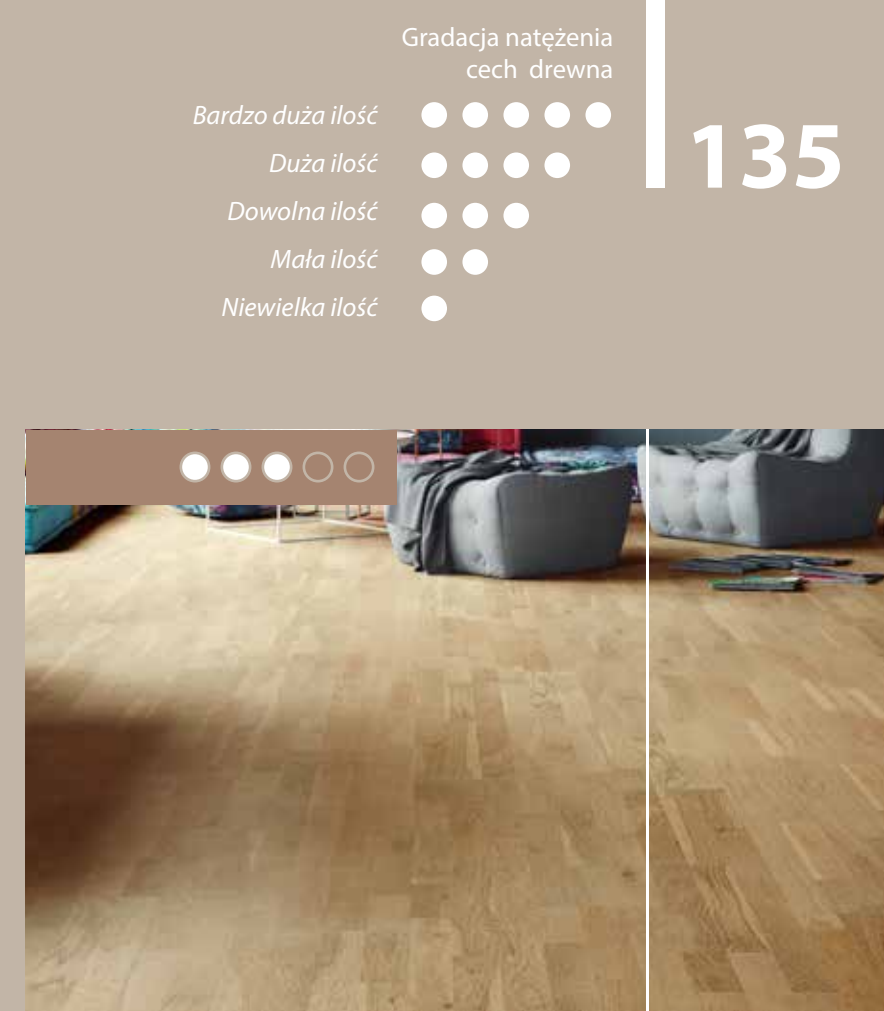 Gradacja natężenia
cech drewna
Bardzo duża ilość
Duża ilość
Dowolna ilość
Mała ilość
Niewielka ilość
135